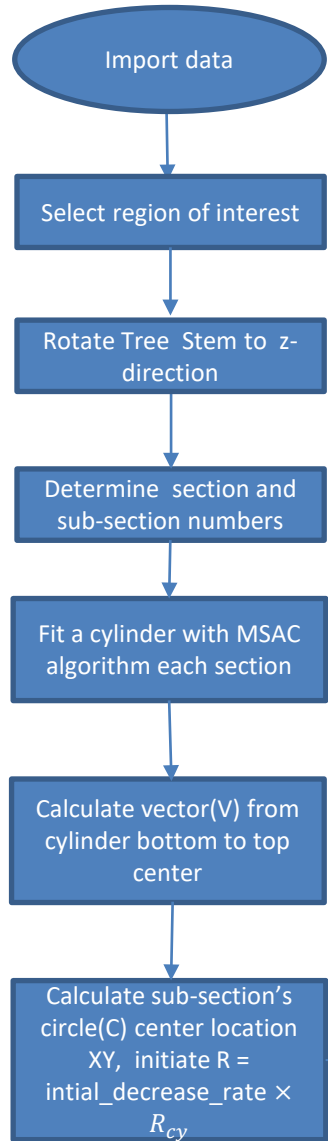 Import data
Select region of interest
Rotate Tree Stem to z-
direction
Determine section and
sub-section numbers
Fit a cylinder with MSAC
algorithm each section
Calculate vector(V) from
cylinder bottom to top
center
Calculate sub-section’s
circle(C) center location
XY, initiate R =
intial_decrease_rate ×
𝑅𝑐𝑦